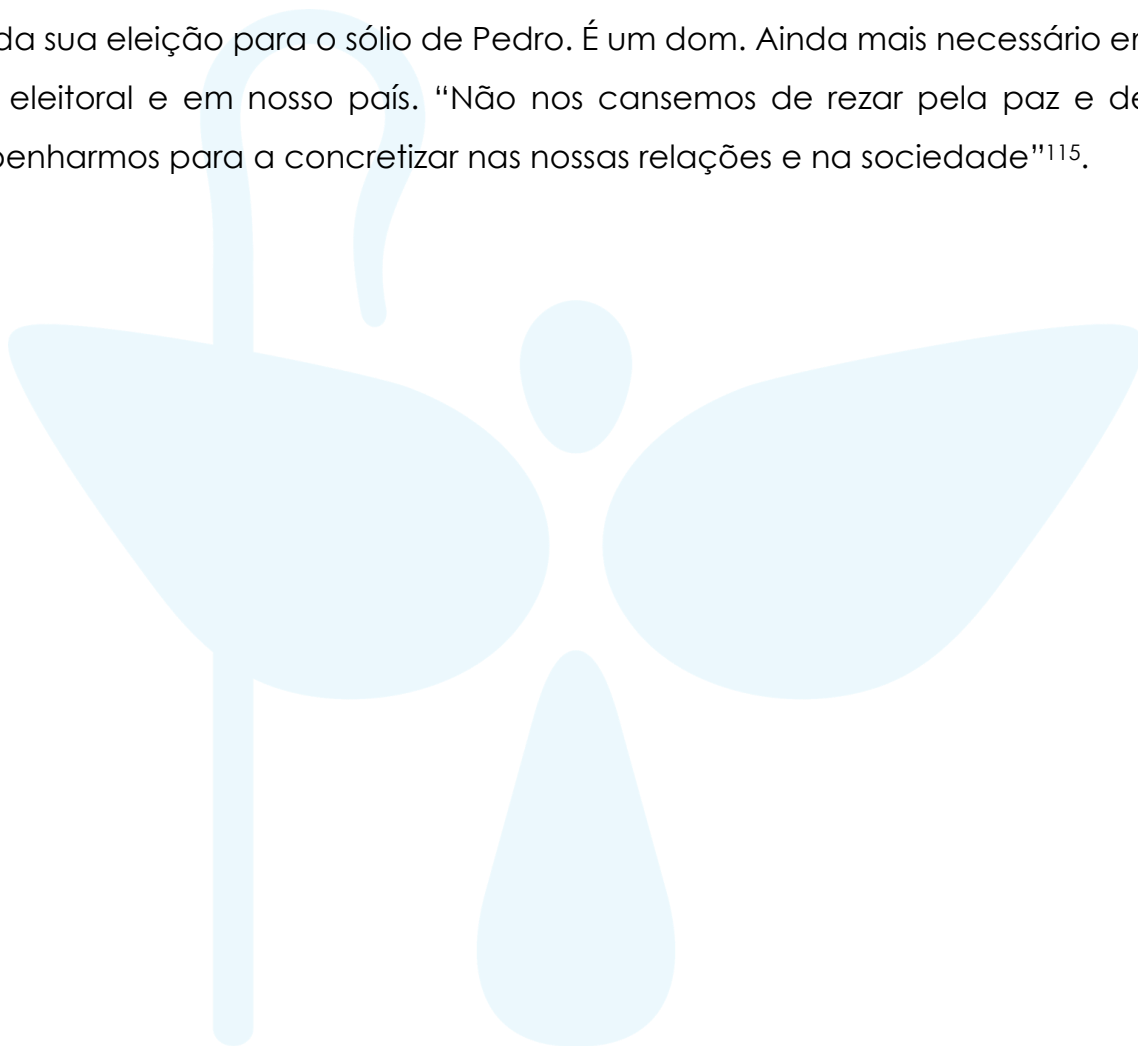 da sua eleição para o sólio de Pedro. É um dom. Ainda mais necessário
eleitoral e em nosso país. “Não nos cansemos de rezar pela paz e
penharmos para a concretizar nas nossas relações e na sociedade”115.